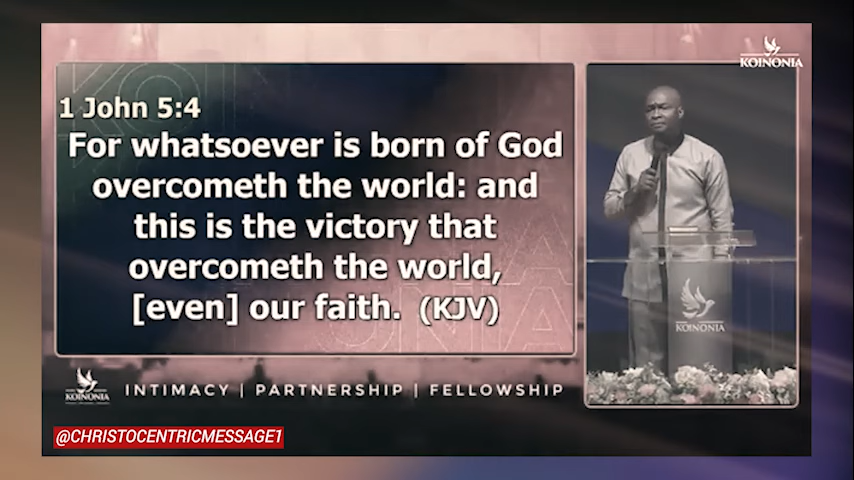 KOINONIA
1 John 5:4
For whatsoever is born of God
overcometh the world: and
this is the victory that
overcometh the world,
[even] our faith. (KJV)
KOINONIA
KOINONIA
INTIMACY | PARTNERSHIP | FELLOWSHIP
@CHRISTOCENTRICMESSAGE1